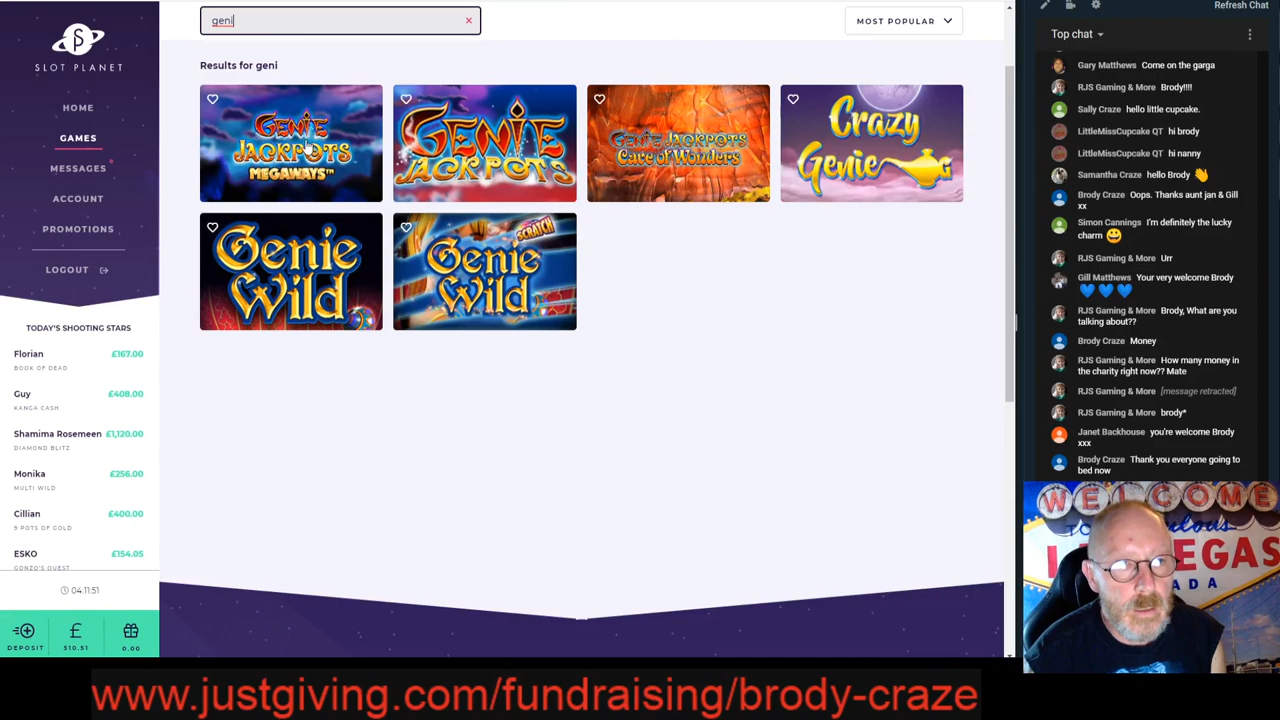 SLOT PLANET
HOME
GAMES
MESSAGES
ACCOUNT
PROMOTIONS
LOGOUT
TODAY'S SHOOTING STARS
Florian £167.00
BOOK OF DEAD
Guy £408.00
KANGA CASH
Shamima Rosemeen £1,120.00
DIAMOND BLITZ
Monika £256.00
MULTI WILD
Cillian £400.00
9 POTS OF GOLD
ESKO £154.05
GONZO'S QUEST
04:11:51
£
DEPOSIT 510.51 0.00
geni
MOST POPULAR
Results for geni
GENIE
JACKPOTS
MEGAWAYS™
GENIE
JACKPOTS
GENIE JACKPOTS
Cave of Wonders
Crazy
Genie
Genie
Wild
SCRATCH
Genie
Wild
Refresh Chat
Top chat
Gary Matthews Come on the garga
RJS Gaming & More Brody!!!!
Sally Craze hello little cupcake.
LittleMissCupcake QT hi brody
LittleMissCupcake QT hi nanny
Samantha Craze hello Brody 👋
Brody Craze Oops. Thanks aunt jan & Gill
xx
Simon Cannings I'm definitely the lucky
charm 😀
RJS Gaming & More Urr
Gill Matthews Your very welcome Brody
💙💙💙
RJS Gaming & More Brody, What are you
talking about??
Brody Craze Money
RJS Gaming & More How many money in
the charity right now?? Mate
RJS Gaming & More [message retracted]
RJS Gaming & More brody*
Janet Backhouse you're welcome Brody
xxx
Brody Craze Thank you everyone going to
bed now
WELCOME
www.justgiving.com/fundraising/brody-craze